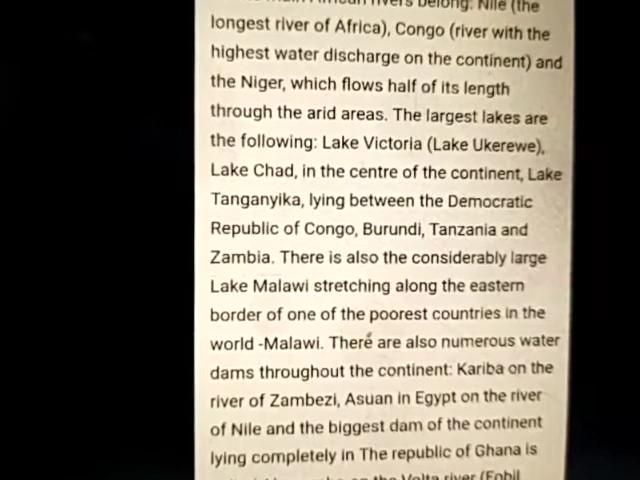 African rivers belong: Nile (the
longest river of Africa), Congo (river with the
highest water discharge on the continent) and
the Niger, which flows half of its length
through the arid areas. The largest lakes are
the following: Lake Victoria (Lake Ukerewe),
Lake Chad, in the centre of the continent, Lake
Tanganyika, lying between the Democratic
Republic of Congo, Burundi, Tanzania and
Zambia. There is also the considerably large
Lake Malawi stretching along the eastern
border of one of the poorest countries in the
world -Malawi. There are also numerous water
dams throughout the continent: Kariba on the
river of Zambezi, Asuan in Egypt on the river
of Nile and the biggest dam of the continent
lying completely in The republic of Ghana is
on the Volta river (Fobil